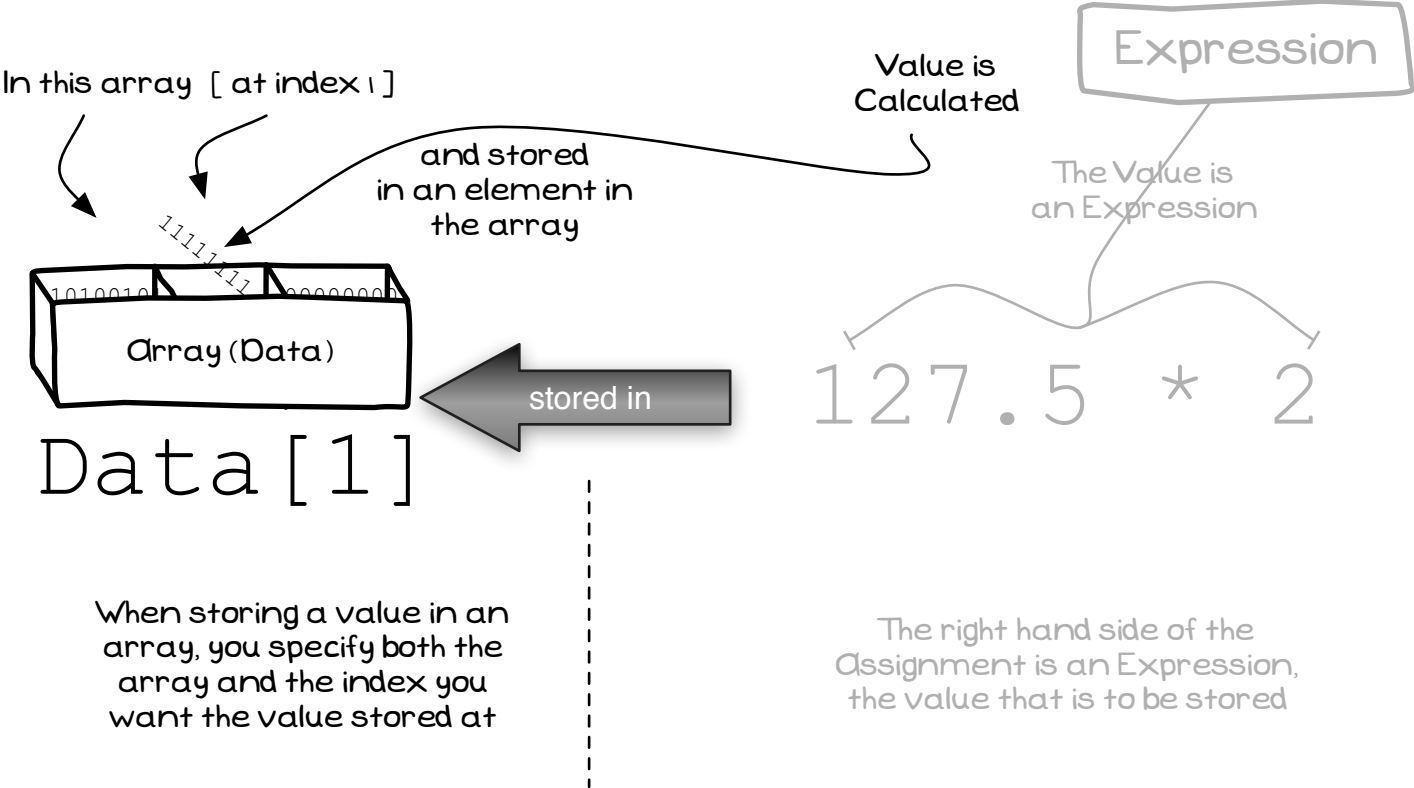 Expression
In this array [ at index 1 ]
Value is
Calculated
and stored
in an element in
the array
The Value is
an Expression
11111111
1010010
00000000
Array (Data)
stored in
127.5 * 2
Data[1]
When storing a value in an
array, you specify both the
array and the index you
want the value stored at
The right hand side of the
Assignment is an Expression,
the value that is to be stored